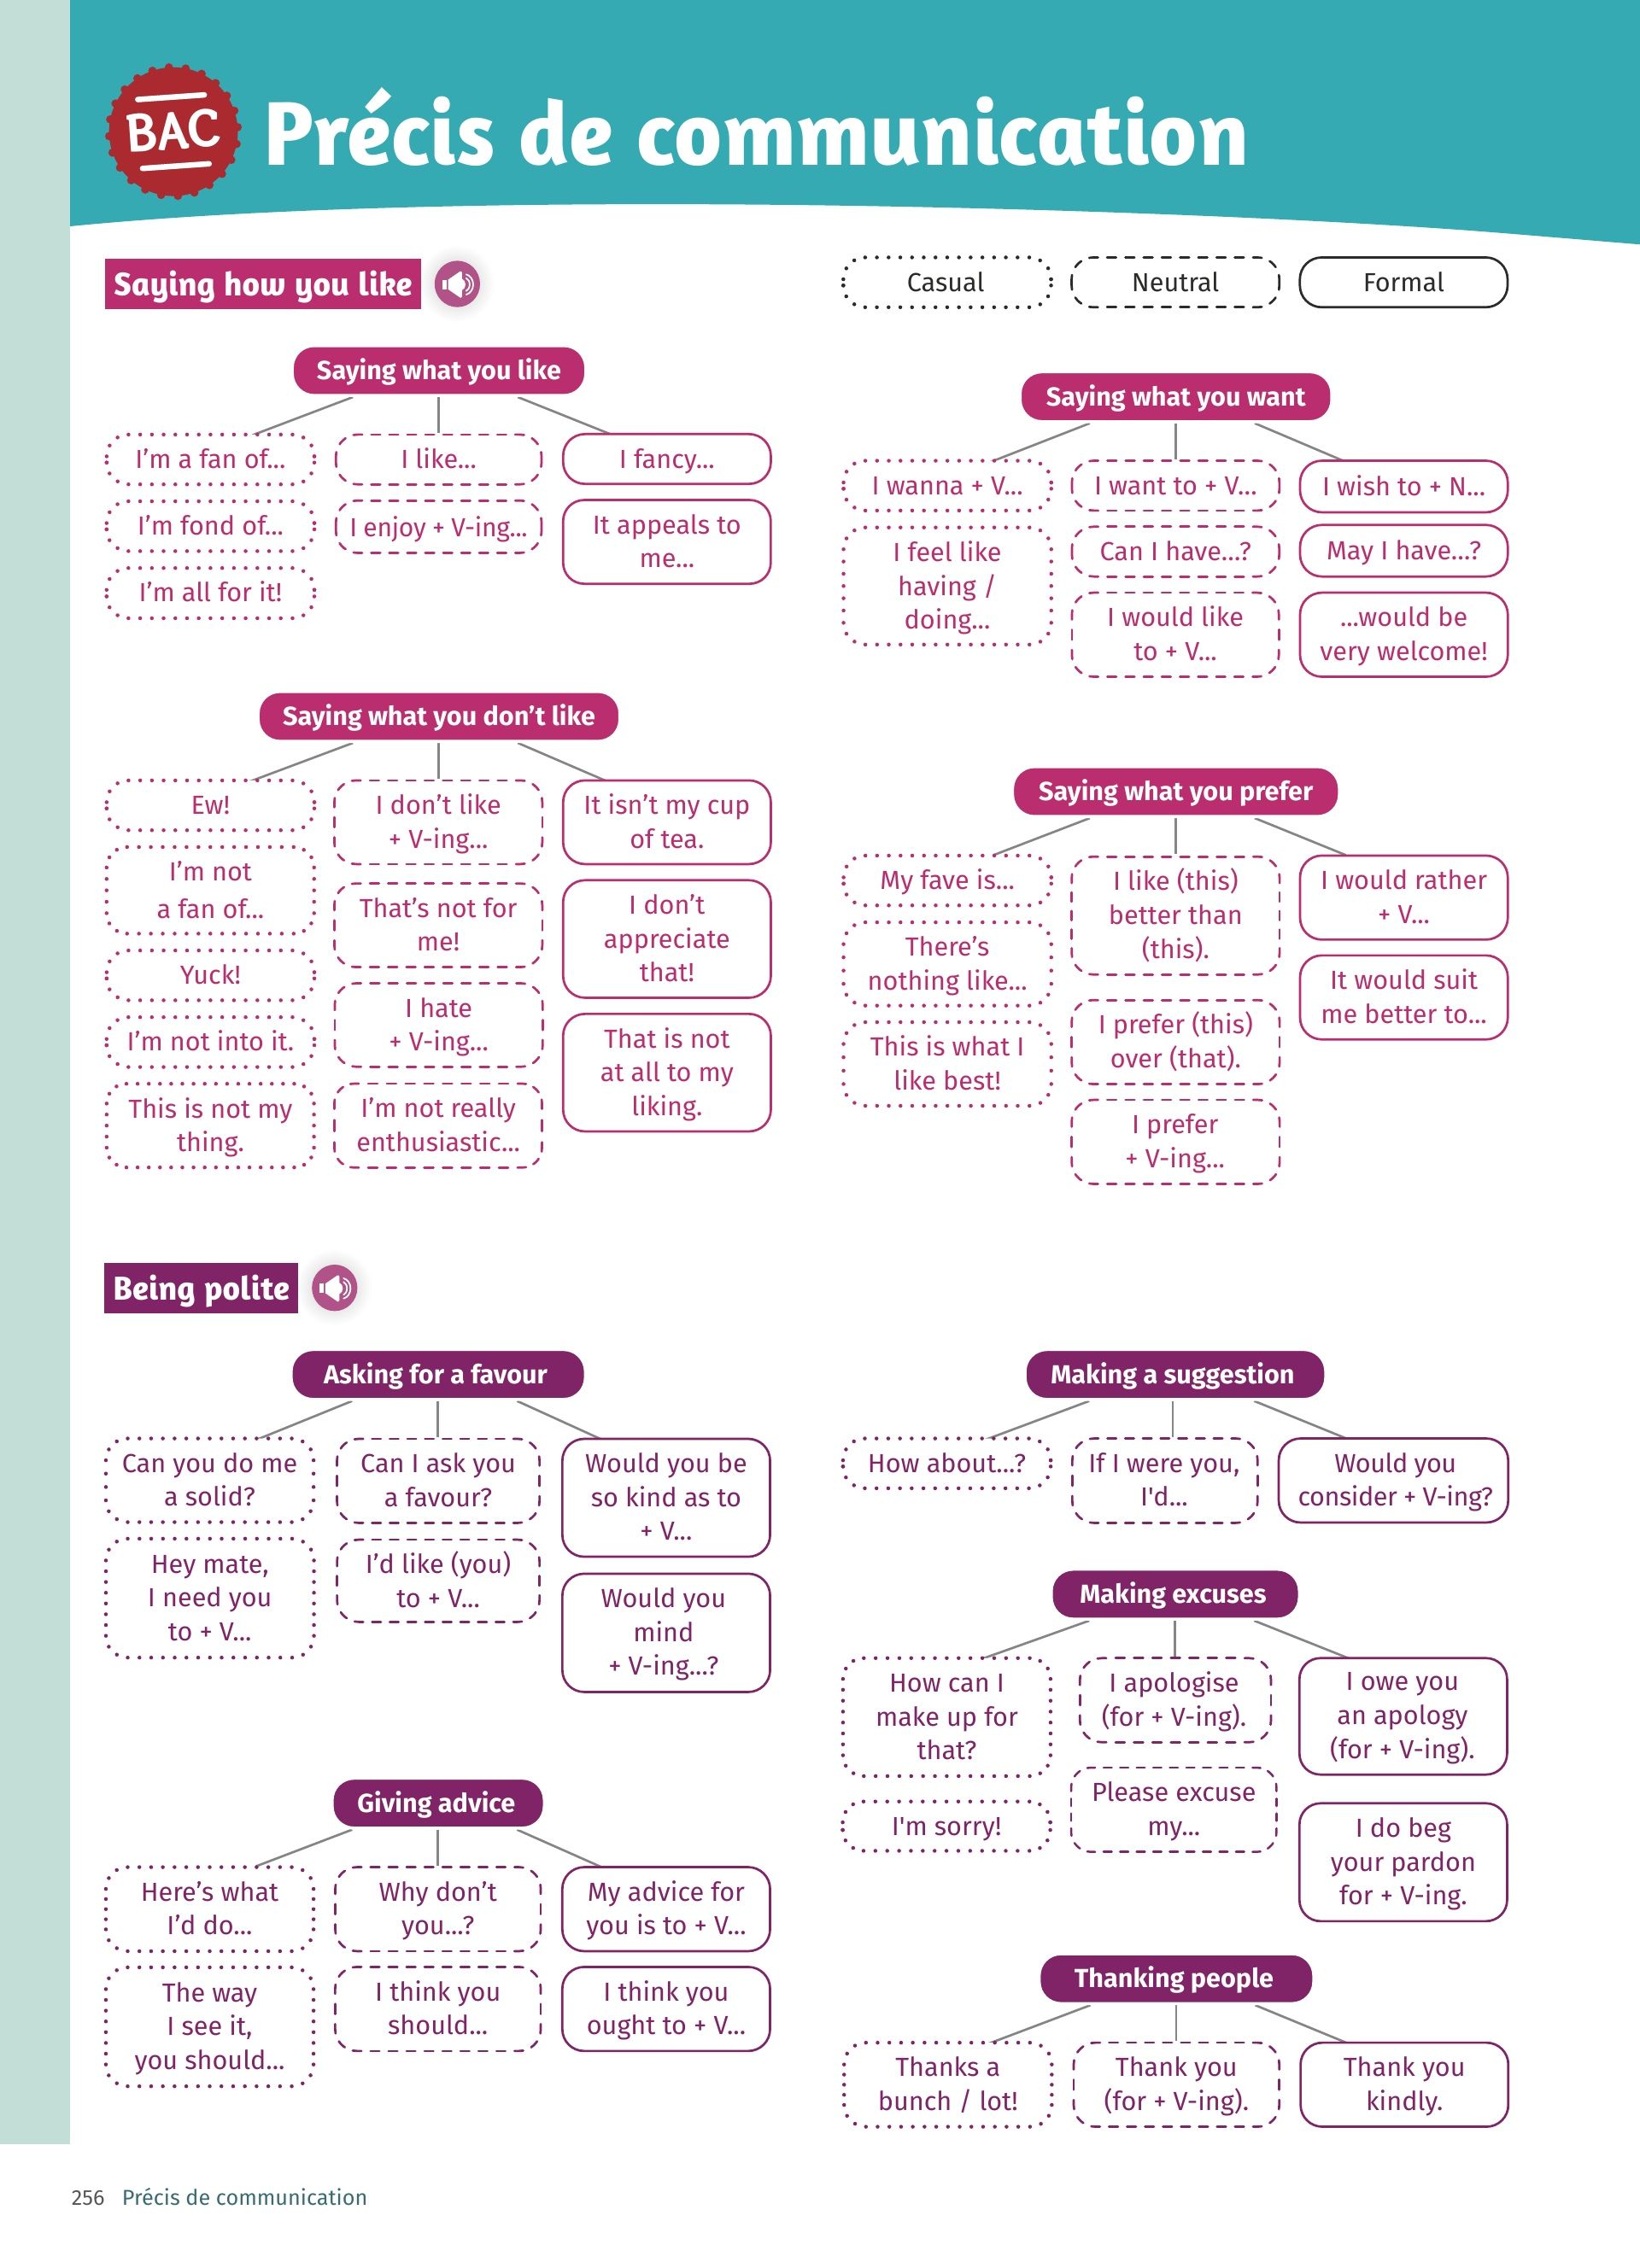 BAC
Précis de communication
Saying how you like
Casual
Neutral
Formal
Saying what you like
I’m a fan of...
I’m fond of...
I’m all for it!
I like...
I enjoy + V-ing...
I fancy...
It appeals to
me...
Saying what you want
I wanna + V...
I feel like
having /
doing...
I want to + V...
Can I have...?
I would like
to + V...
I wish to + N...
May I have...?
...would be
very welcome!
Saying what you don’t like
Ew!
I’m not
a fan of...
Yuck!
I’m not into it.
This is not my
thing.
I don’t like
+ V-ing...
That’s not for
me!
I hate
+ V-ing...
I’m not really
enthusiastic...
It isn’t my cup
of tea.
I don’t
appreciate
that!
That is not
at all to my
liking.
Saying what you prefer
My fave is...
There’s
nothing like...
This is what I
like best!
I like (this)
better than
(this).
I prefer (this)
over (that).
I prefer
+ V-ing...
I would rather
+ V...
It would suit
me better to...
Being polite
Asking for a favour
Can you do me
a solid?
Hey mate,
I need you
to + V...
Can I ask you
a favour?
I’d like (you)
to + V...
Would you be
so kind as to
+ V...
Would you
mind
+ V-ing...?
Making a suggestion
How about...?
If I were you,
I'd...
Would you
consider + V-ing?
Making excuses
How can I
make up for
that?
I'm sorry!
I apologise
(for + V-ing).
Please excuse
my...
I owe you
an apology
(for + V-ing).
I do beg
your pardon
for + V-ing.
Giving advice
Here’s what
I’d do...
The way
I see it,
you should...
Why don’t
you...?
I think you
should...
My advice for
you is to + V...
I think you
ought to + V...
Thanking people
Thanks a
bunch / lot!
Thank you
(for + V-ing).
Thank you
kindly.
256 Précis de communication